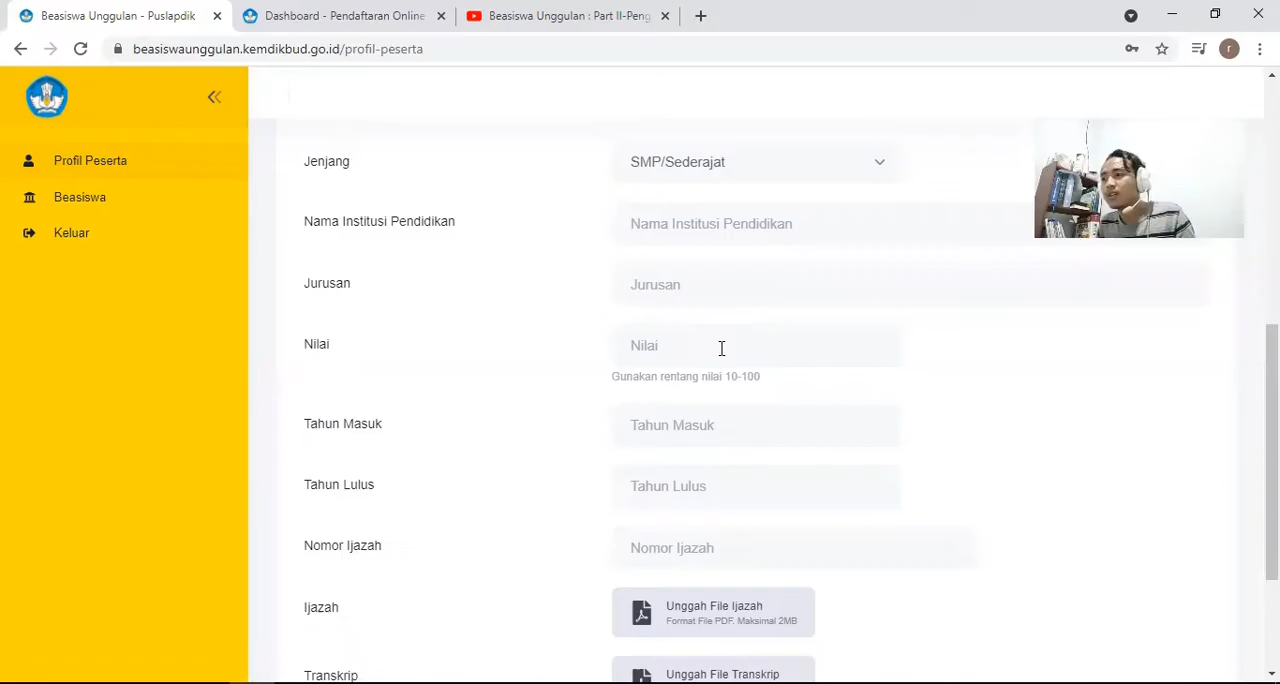 Beasiswa Unggulan - Puslapdik
Dashboard - Pendaftaran Online
Beasiswa Unggulan : Part II-Peng
beasiswaunggulan.kemdikbud.go.id/profil-peserta
r
Profil Peserta
Beasiswa
Keluar
Jenjang
SMP/Sederajat
Nama Institusi Pendidikan
Nama Institusi Pendidikan
Jurusan
Jurusan
Nilai
Nilai
Gunakan rentang nilai 10-100
Tahun Masuk
Tahun Masuk
Tahun Lulus
Tahun Lulus
Nomor Ijazah
Nomor Ijazah
Ijazah
Unggah File Ijazah
Format File PDF. Maksimal 2MB
Transkrip
Unggah File Transkrip